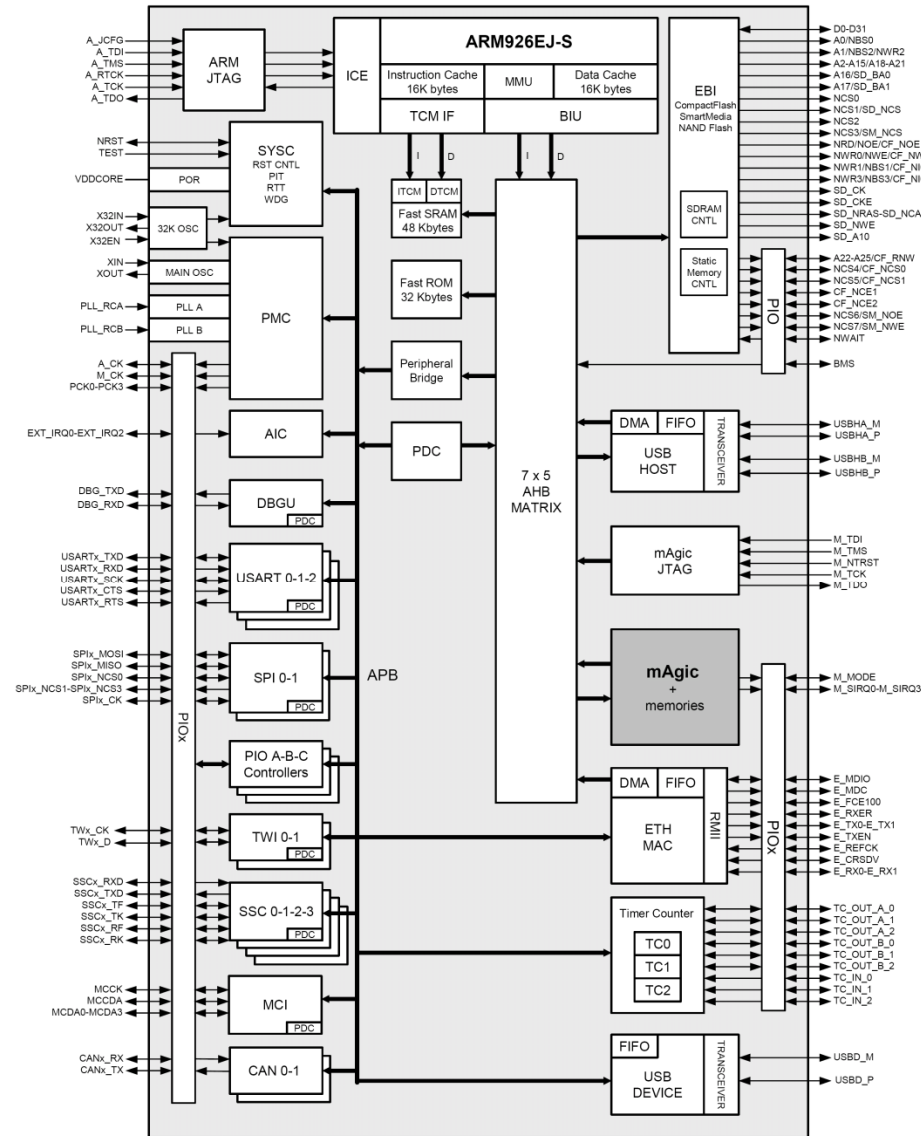 A_JCFG
A_TDI
A_TMS
A_RTCK
A_TCK
A_TDO
ARM
JTAG
ICE
ARM926EJ-S
Instruction Cache
16K bytes
MMU
Data Cache
16K bytes
TCM IF
BIU
I
D
I
D
NRST
TEST
VDDCORE
POR
SYSC
RST CNTL
PIT
RTT
WDG
X32IN
X32OUT
X32EN
32K OSC
XIN
XOUT
MAIN OSC
PLL_RCA
PLL A
PLL_RCB
PLL B
PMC
A_CK
M_CK
PCK0-PCK3
EXT_IRQ0-EXT_IRQ2
AIC
DBG_TXD
DBG_RXD
DBGU
PDC
USARTx_TXD
USARTx_RXD
USARTx_SCK
USARTx_CTS
USARTx_RTS
USART 0-1-2
PDC
SPIx_MOSI
SPIx_MISO
SPIx_NCS0
SPIx_NCS1-SPIx_NCS3
SPIx_CK
SPI 0-1
PDC
PIOx
PIO A-B-C
Controllers
TWx_CK
TWx_D
TWI 0-1
PDC
SSCx_RXD
SSCx_TXD
SSCx_TF
SSCx_TK
SSCx_RF
SSCx_RK
SSC 0-1-2-3
PDC
MCCK
MCCDA
MCDA0-MCDA3
MCI
PDC
CANx_RX
CANx_TX
CAN 0-1
APB
ITCM
DTCM
Fast SRAM
48 Kbytes
Fast ROM
32 Kbytes
Peripheral
Bridge
PDC
7 x 5
AHB
MATRIX
EBI
CompactFlash
SmartMedia
NAND Flash
SDRAM
CNTL
Static
Memory
CNTL
PIO
D0-D31
A0/NBS0
A1/NBS2/NWR2
A2-A15/A18-A21
A16/SD_BA0
A17/SD_BA1
NCS0
NCS1/SD_NCS
NCS2
NCS3/SM_NCS
NRD/NOE/CF_NOE
NWR0/NWE/CF_NW
NWR1/NBS1/CF_NI
NWR3/NBS3/CF_NI
SD_CK
SD_CKE
SD_NRAS-SD_NCA
SD_NWE
SD_A10
A22-A25/CF_RNW
NCS4/CF_NCS0
NCS5/CF_NCS1
CF_NCE1
CF_NCE2
NCS6/SM_NOE
NCS7/SM_NWE
NWAIT
BMS
DMA
FIFO
USB
HOST
TRANSCEIVER
USBHA_M
USBHA_P
USBHB_M
USBHB_P
mAgic
JTAG
M_TDI
M_TMS
M_NTRST
M_TCK
M_TDO
mAgic
+
memories
M_MODE
M_SIRQ0-M_SIRQ3
DMA
FIFO
ETH
MAC
RMII
PIOx
E_MDIO
E_MDC
E_FCE100
E_RXER
E_TX0-E_TX1
E_TXEN
E_REFCK
E_CRSDV
E_RX0-E_RX1
Timer Counter
TC0
TC1
TC2
TC_OUT_A_0
TC_OUT_A_1
TC_OUT_A_2
TC_OUT_B_0
TC_OUT_B_1
TC_OUT_B_2
TC_IN_0
TC_IN_1
TC_IN_2
FIFO
USB
DEVICE
TRANSCEIVER
USBD_M
USBD_P